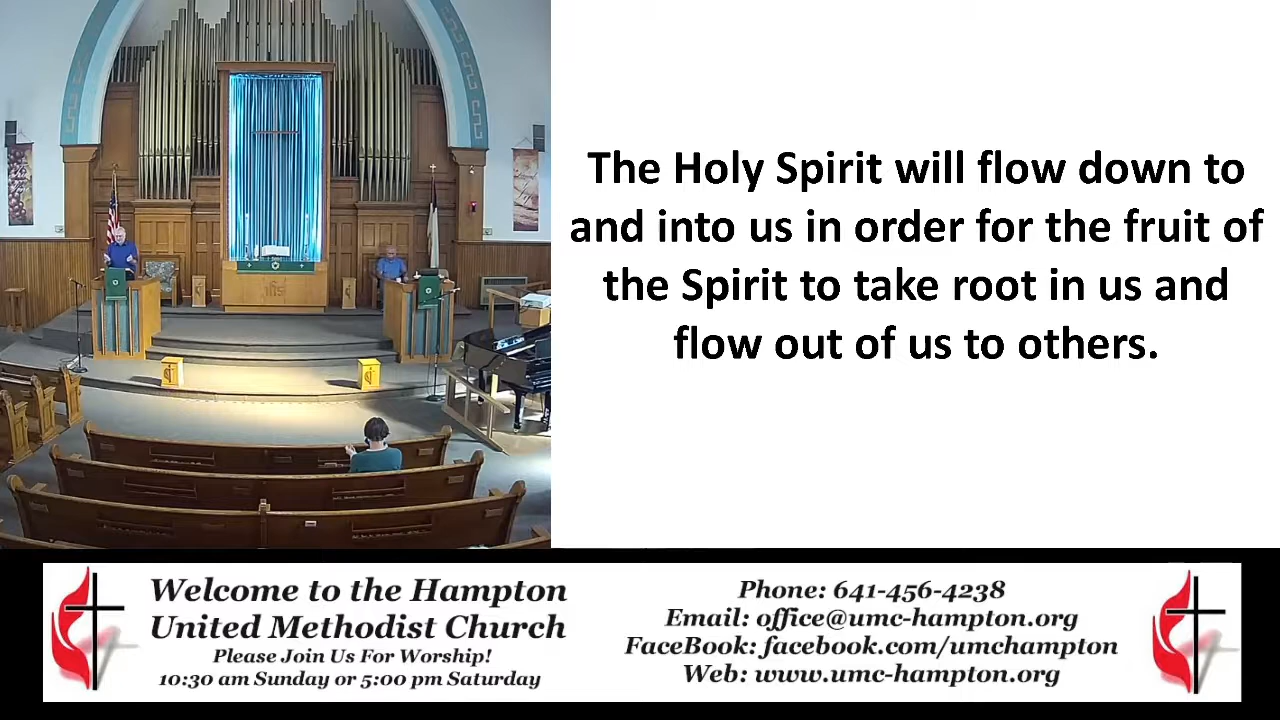 The Holy Spirit will flow down to
and into us in order for the fruit of
the Spirit to take root in us and
flow out of us to others.
Welcome to the Hampton
United Methodist Church
Please Join Us For Worship!
10:30 am Sunday or 5:00 pm Saturday
Phone: 641-456-4238
Email: office@umc-hampton.org
FaceBook: facebook.com/umchampton
Web: www.umc-hampton.org